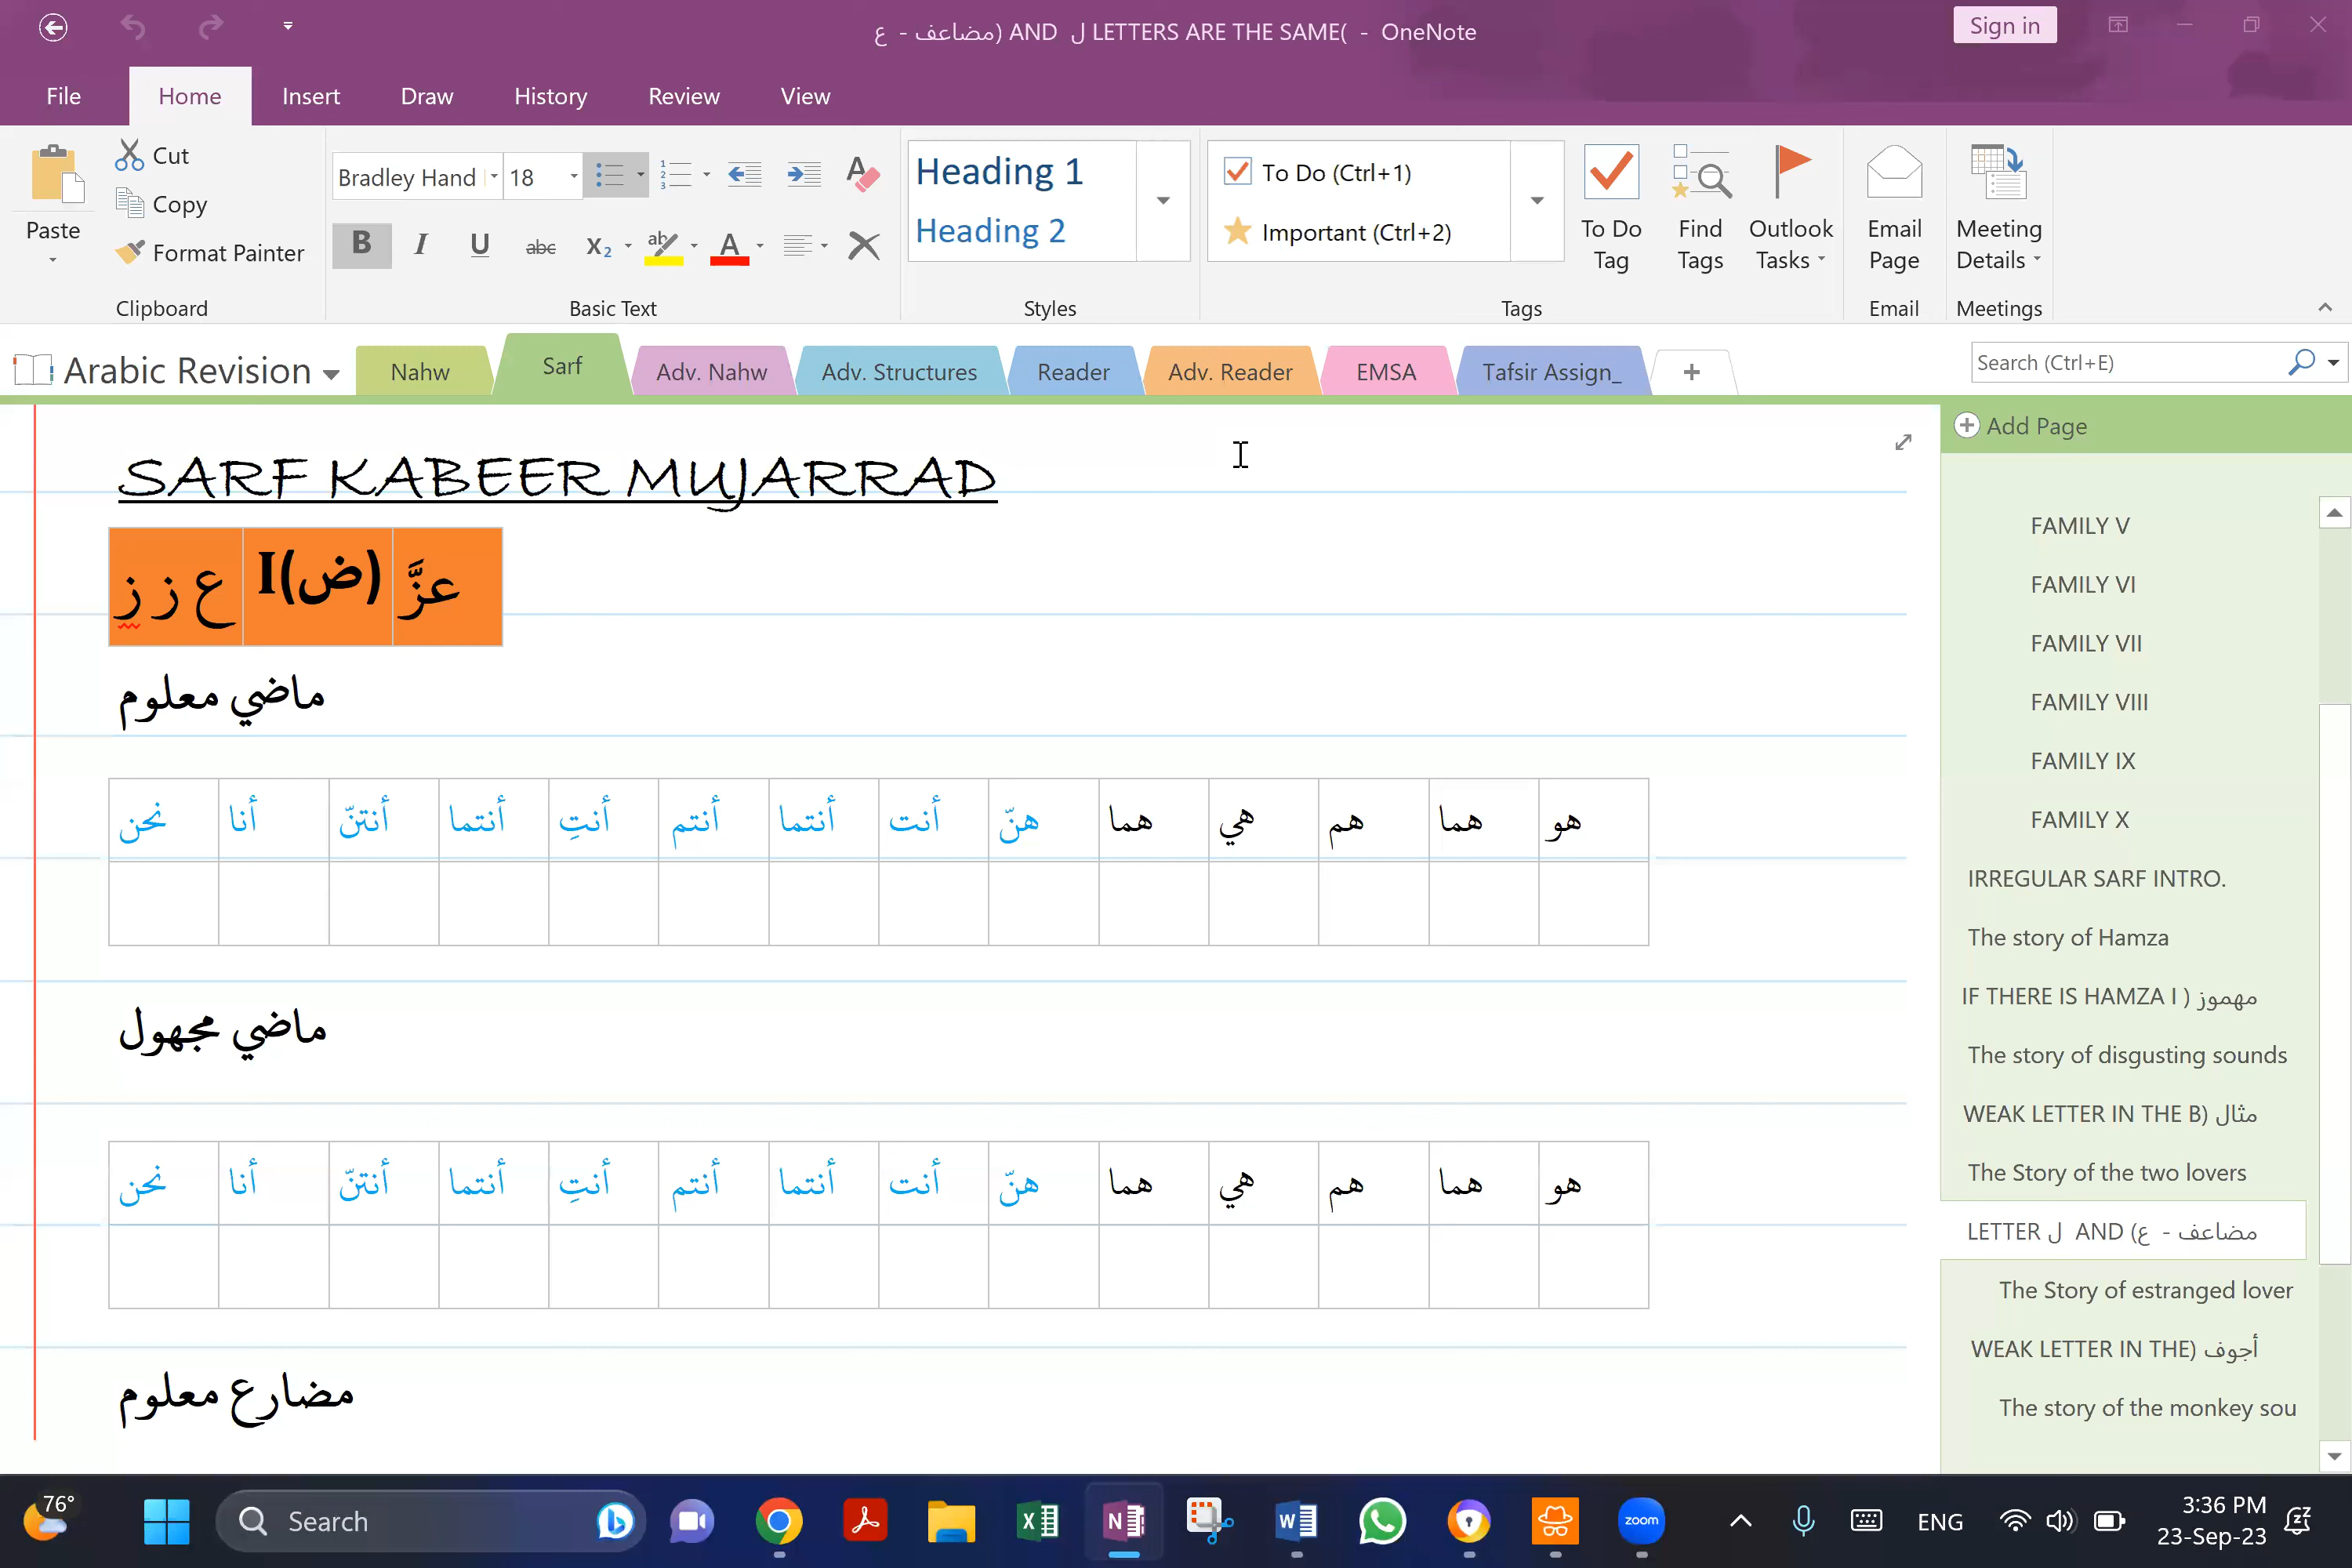 ع - مضاعف) AND ل LETTERS ARE THE SAME( - OneNote
Sign in
File Home Insert Draw History Review View
Paste
Cut
Copy
Format Painter
Clipboard
Bradley Hand 18
B I U abc X₂ ab A
Basic Text
Heading 1
Heading 2
Styles
To Do (Ctrl+1)
Important (Ctrl+2)
To Do Tag
Find Tags
Outlook Tasks
Tags
Email Page
Email
Meeting Details
Meetings
Arabic Revision
Nahw Sarf Adv. Nahw Adv. Structures Reader Adv. Reader EMSA Tafsir Assign_ +
Search (Ctrl+E)
SARF KABEER MUJARRAD
عزَّ I(ض) ع ز ز
ماضي معلوم
هو هما هم هي هما هنّ أنت أنتما أنتم أنتِ أنتما أنتنّ أنا نحن
ماضي مجهول
هو هما هم هي هما هنّ أنت أنتما أنتم أنتِ أنتما أنتنّ أنا نحن
مضارع معلوم
Add Page
FAMILY V
FAMILY VI
FAMILY VII
FAMILY VIII
FAMILY IX
FAMILY X
IRREGULAR SARF INTRO.
The story of Hamza
IF THERE IS HAMZA I ) مهموز
The story of disgusting sounds
WEAK LETTER IN THE B) مثال
The Story of the two lovers
LETTER ل AND (ع - مضاعف
The Story of estranged lover
WEAK LETTER IN THE) أجوف
The story of the monkey sou
76°
Search
zoom
ENG
3:36 PM
23-Sep-23